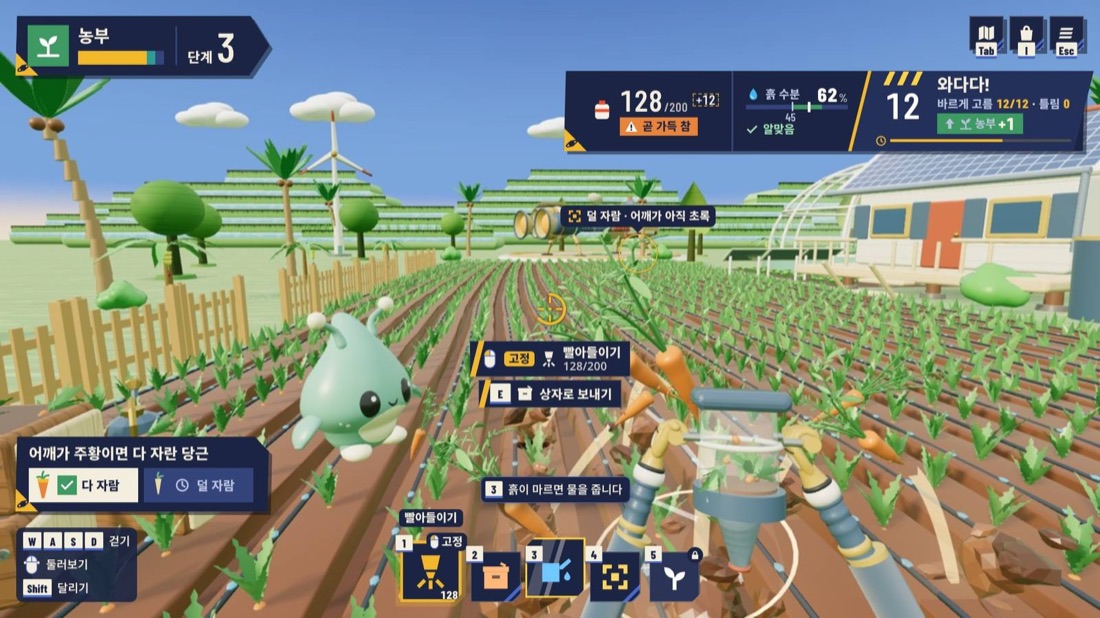 농부
단계 3
Tab
I
Esc
128/200 +12
곧 가득 참
흙 수분 62%
45
알맞음
12
와다다!
바르게 고름 12/12 · 틀림 0
농부 +1
덜 자람 · 어깨가 아직 초록
고정 빨아들이기
128/200
E 상자로 보내기
어깨가 주황이면 다 자란 당근
다 자람
덜 자람
3 흙이 마르면 물을 줍니다
W A S D 걷기
둘러보기
Shift 달리기
빨아들이기
1 고정
128
2
3
4
5